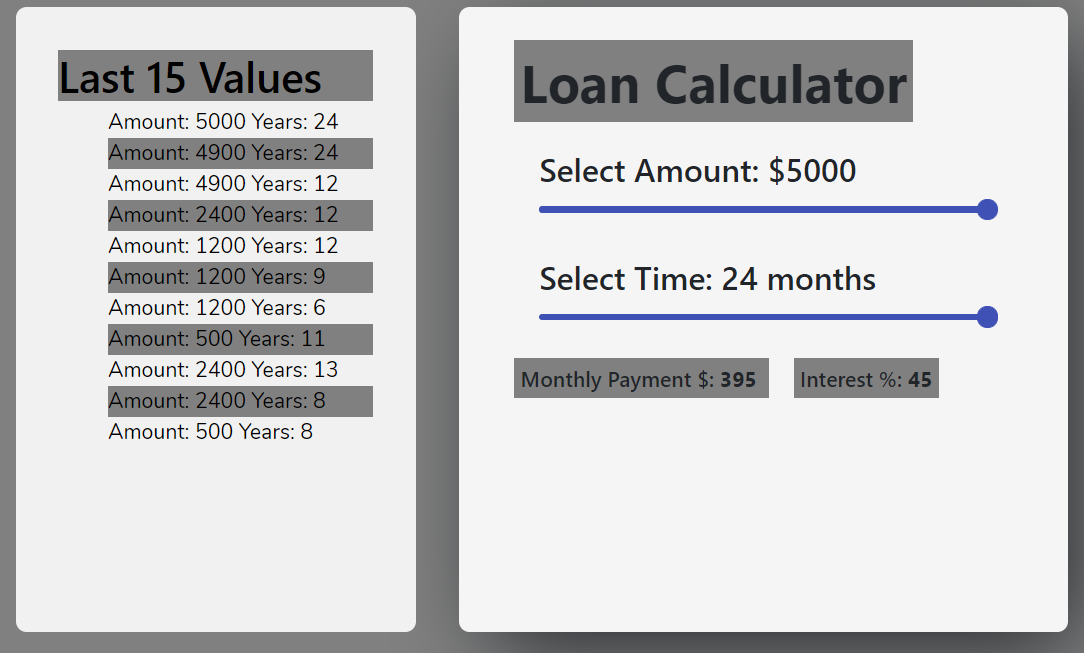 Last 15 Values
Amount: 5000 Years: 24
Amount: 4900 Years: 24
Amount: 4900 Years: 12
Amount: 2400 Years: 12
Amount: 1200 Years: 12
Amount: 1200 Years: 9
Amount: 1200 Years: 6
Amount: 500 Years: 11
Amount: 2400 Years: 13
Amount: 2400 Years: 8
Amount: 500 Years: 8
Loan Calculator
Select Amount: $5000
Select Time: 24 months
Monthly Payment $: 395 Interest %: 45